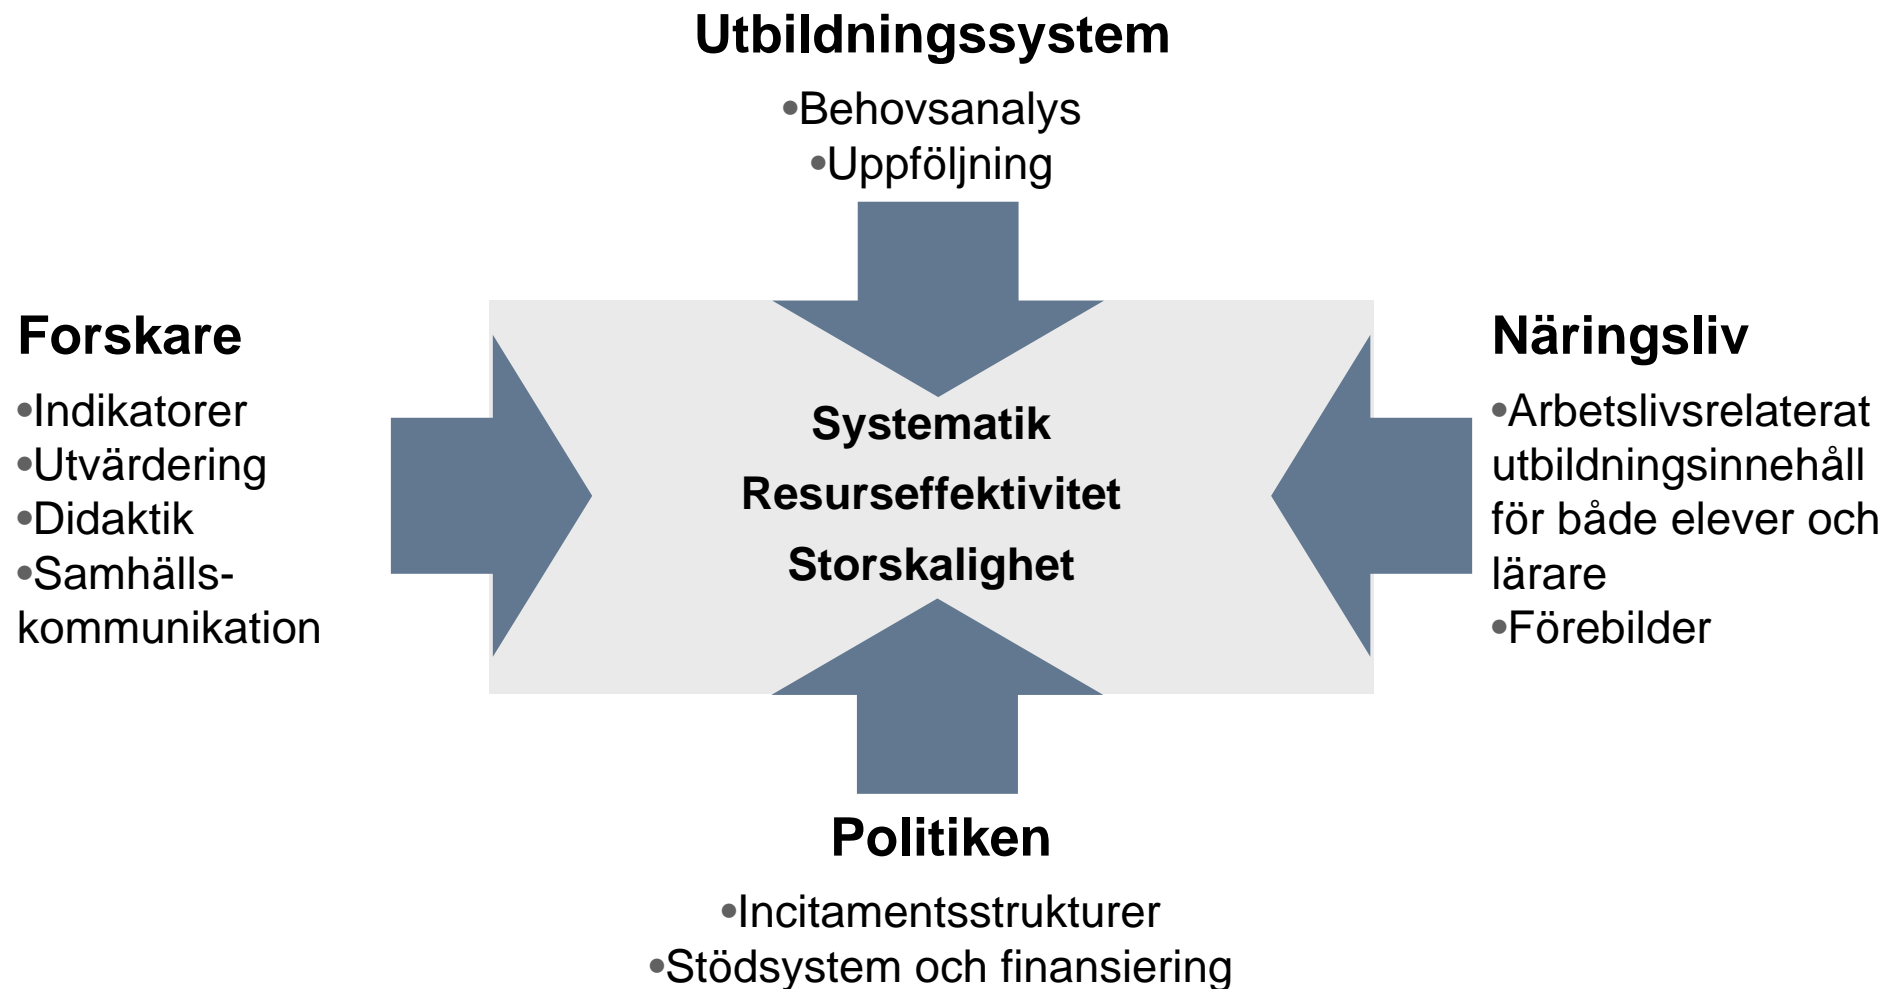 Utbildningssystem
•Behovsanalys
•Uppföljning
Forskare
•Indikatorer
•Utvärdering
•Didaktik
•Samhälls-
kommunikation
Systematik
Resurseffektivitet
Storskalighet
Näringsliv
•Arbetslivsrelaterat
utbildningsinnehåll
för både elever och
lärare
•Förebilder
Politiken
•Incitamentsstrukturer
•Stödsystem och finansiering